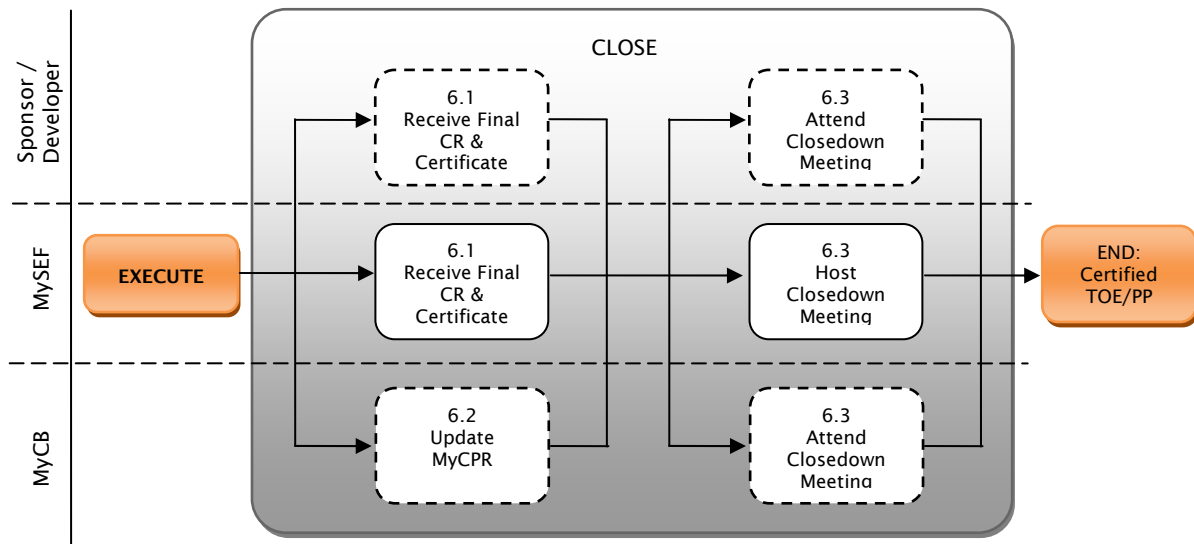 CLOSE
Sponsor /
Developer
6.1
Receive Final
CR &
Certificate
6.3
Attend
Closedown
Meeting
MySEF
EXECUTE
6.1
Receive Final
CR &
Certificate
6.3
Host
Closedown
Meeting
END:
Certified
TOE/PP
MyCB
6.2
Update
MyCPR
6.3
Attend
Closedown
Meeting